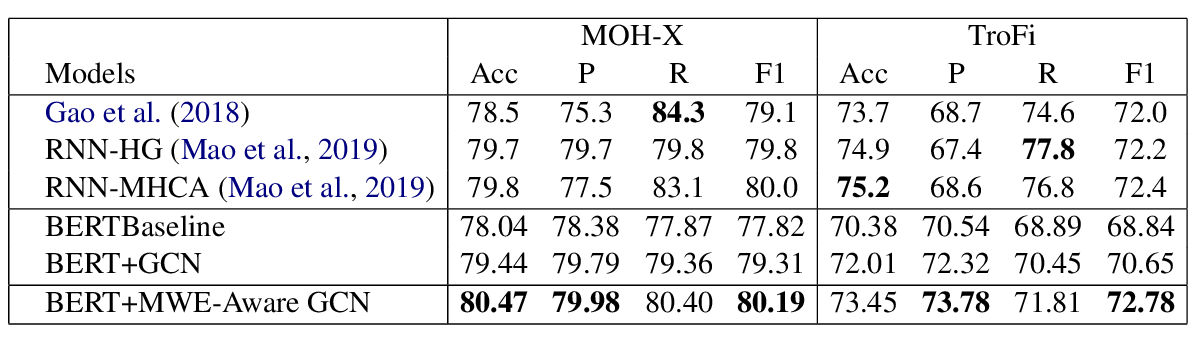 MOH-X TroFi
Models Acc P R F1 Acc P R F1
Gao et al. (2018) 78.5 75.3 84.3 79.1 73.7 68.7 74.6 72.0
RNN-HG (Mao et al., 2019) 79.7 79.7 79.8 79.8 74.9 67.4 77.8 72.2
RNN-MHCA (Mao et al., 2019) 79.8 77.5 83.1 80.0 75.2 68.6 76.8 72.4
BERTBaseline 78.04 78.38 77.87 77.82 70.38 70.54 68.89 68.84
BERT+GCN 79.44 79.79 79.36 79.31 72.01 72.32 70.45 70.65
BERT+MWE-Aware GCN 80.47 79.98 80.40 80.19 73.45 73.78 71.81 72.78